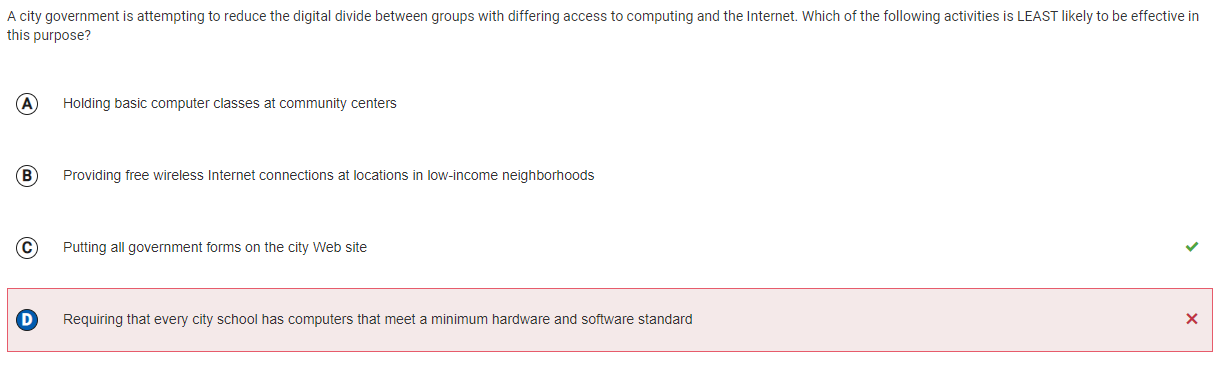 A city government is attempting to reduce the digital divide between groups with differing access to computing and the Internet. Which of the following activities is LEAST likely to be effective in
this purpose?
A Holding basic computer classes at community centers
B Providing free wireless Internet connections at locations in low-income neighborhoods
C Putting all government forms on the city Web site
D Requiring that every city school has computers that meet a minimum hardware and software standard